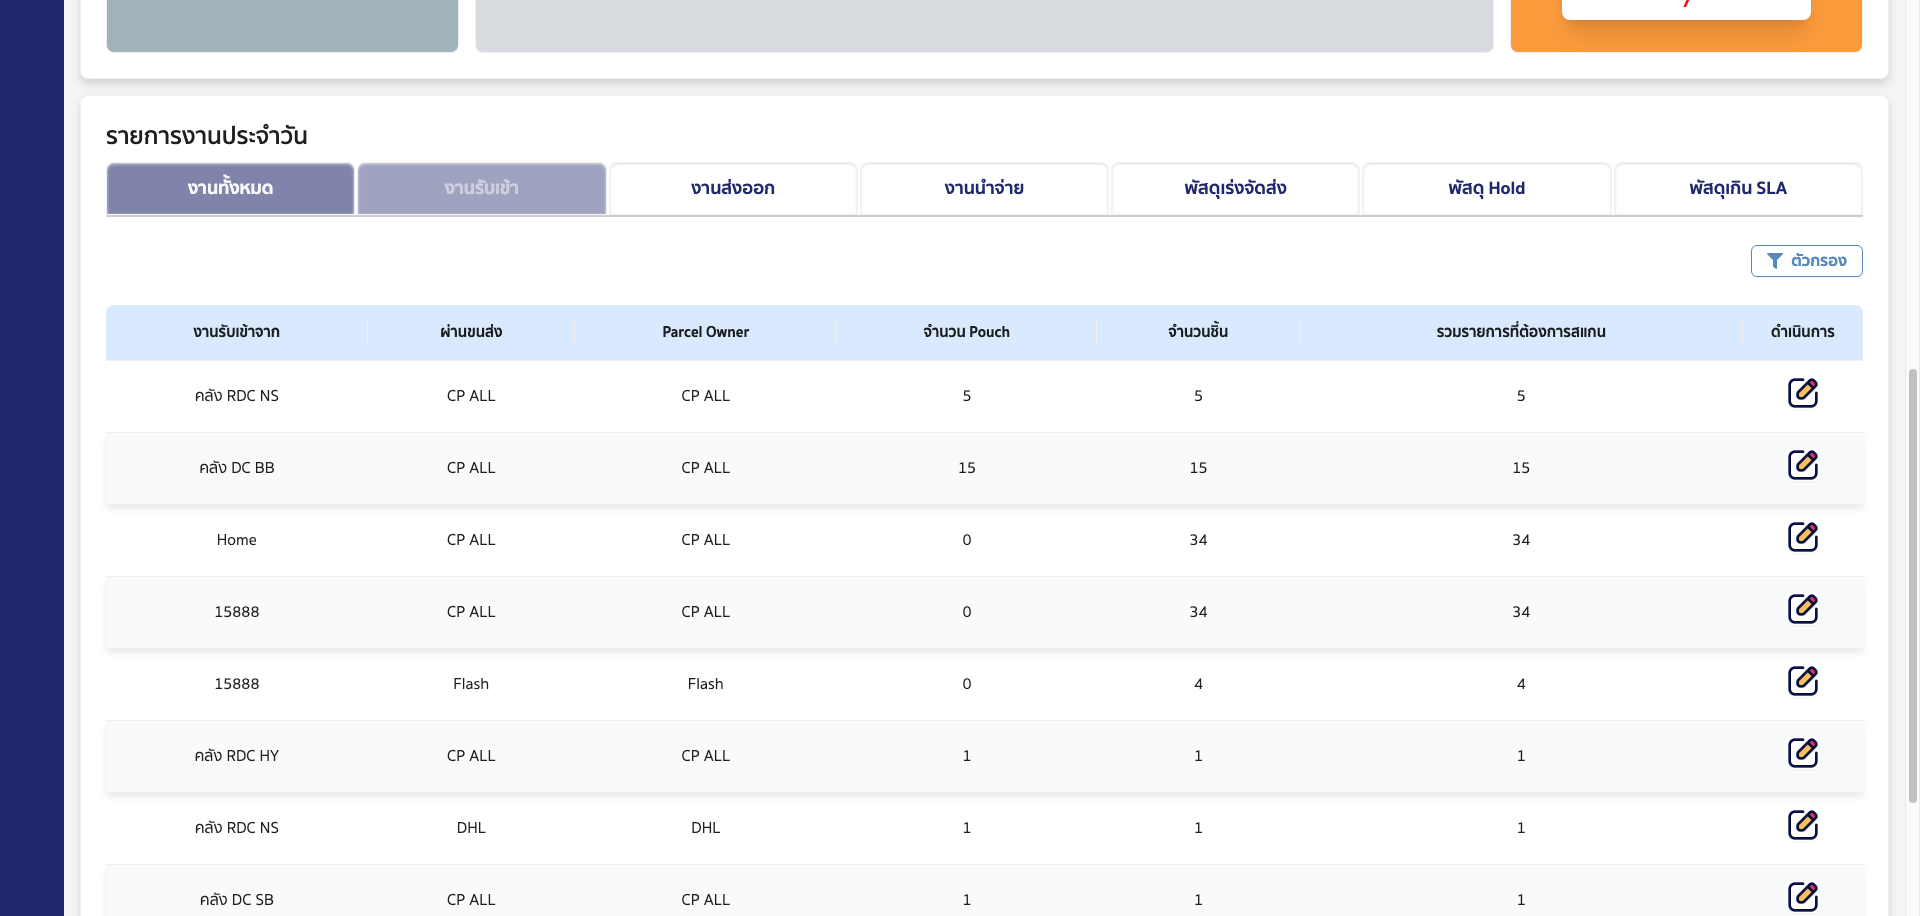 รายการงานประจำวัน
งานทั้งหมด งานรับเข้า งานส่งออก งานนำจ่าย พัสดุเร่งจัดส่ง พัสดุ Hold พัสดุเกิน SLA
ตัวกรอง
งานรับเข้าจาก ผ่านขนส่ง Parcel Owner จำนวน Pouch จำนวนชิ้น รวมรายการที่ต้องการสแกน ดำเนินการ
คลัง RDC NS CP ALL CP ALL 5 5 5
คลัง DC BB CP ALL CP ALL 15 15 15
Home CP ALL CP ALL 0 34 34
15888 CP ALL CP ALL 0 34 34
15888 Flash Flash 0 4 4
คลัง RDC HY CP ALL CP ALL 1 1 1
คลัง RDC NS DHL DHL 1 1 1
คลัง DC SB CP ALL CP ALL 1 1 1